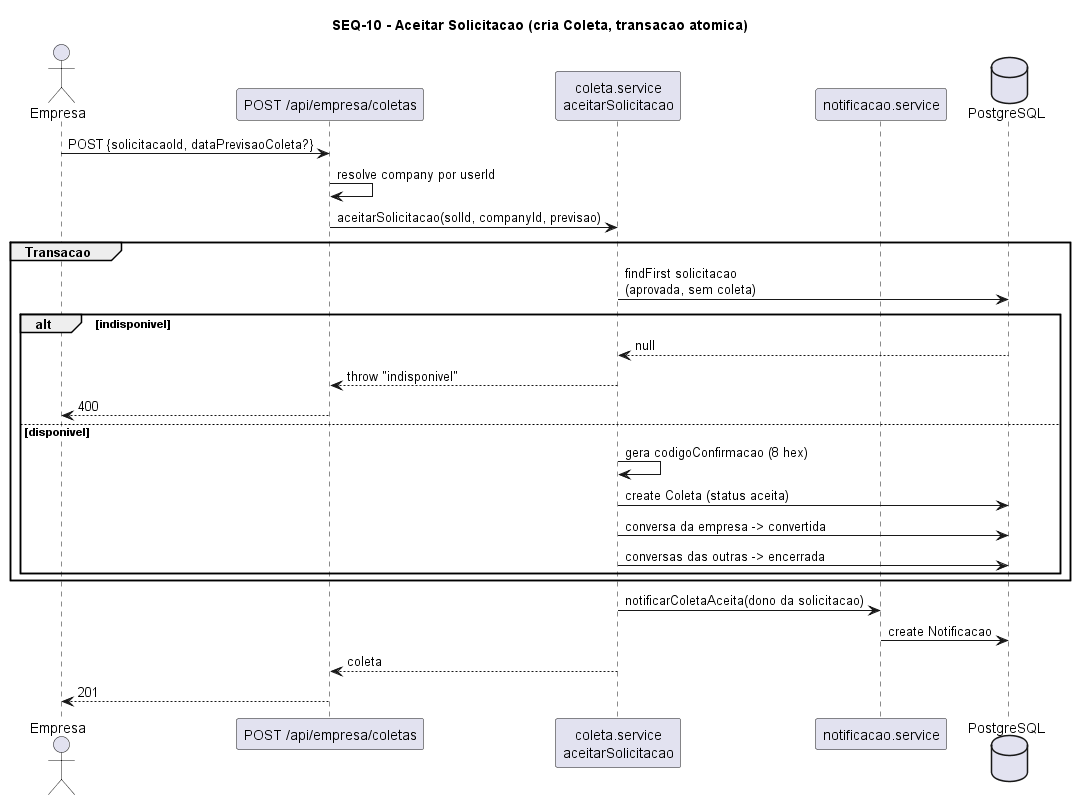 SEQ-10 - Aceitar Solicitacao (cria Coleta, transacao atomica)
Empresa
POST /api/empresa/coletas
coleta.service
aceitarSolicitacao
notificacao.service
PostgreSQL
POST {solicitacaoId, dataPrevisaoColeta?}
resolve company por userId
aceitarSolicitacao(solId, companyId, previsao)
Transacao
findFirst solicitacao
(aprovada, sem coleta)
alt
[indisponivel]
null
throw "indisponivel"
400
[disponivel]
gera codigoConfirmacao (8 hex)
create Coleta (status aceita)
conversa da empresa -> convertida
conversas das outras -> encerrada
notificarColetaAceita(dono da solicitacao)
create Notificacao
coleta
201
Empresa
POST /api/empresa/coletas
coleta.service
aceitarSolicitacao
notificacao.service
PostgreSQL